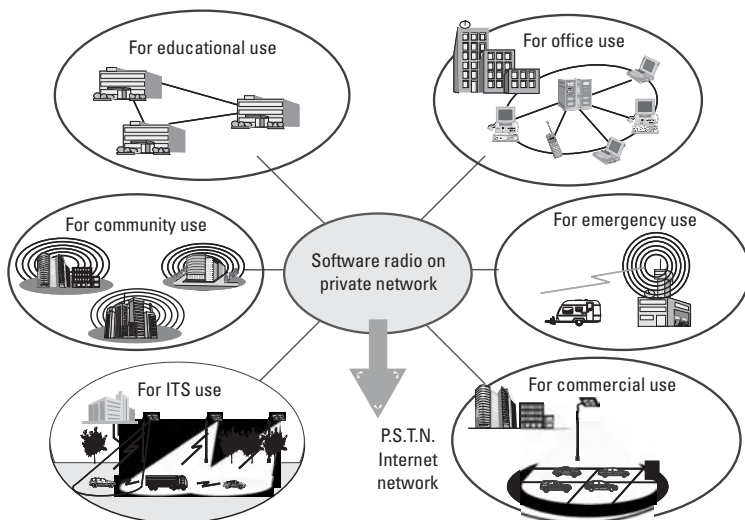 For educational use
For office use
For community use
Software radio on
private network
For emergency use
For ITS use
P.S.T.N.
Internet
network
For commercial use